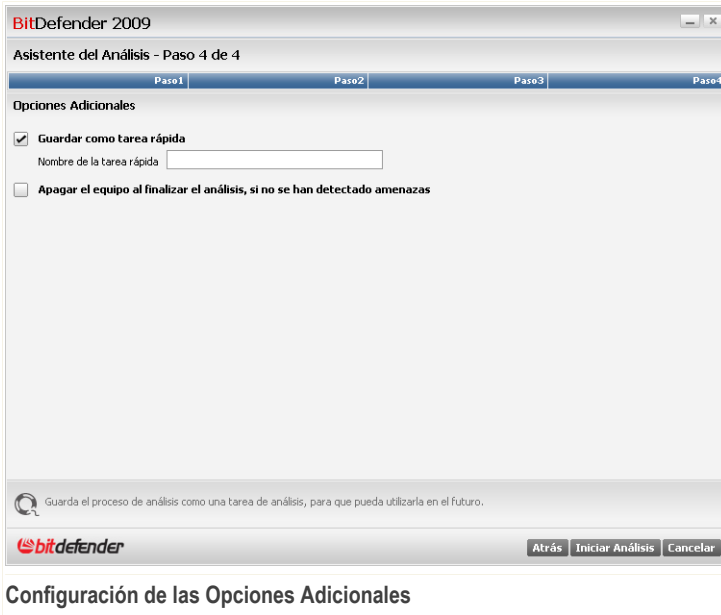 BitDefender 2009
Asistente del Análisis - Paso 4 de 4
Paso1 Paso2 Paso3 Paso4
Opciones Adicionales
Guardar como tarea rápida
Nombre de la tarea rápida
Apagar el equipo al finalizar el análisis, si no se han detectado amenazas
Guarda el proceso de análisis como una tarea de análisis, para que pueda utilizarla en el futuro.
bitdefender
Atrás Iniciar Análisis Cancelar
Configuración de las Opciones Adicionales